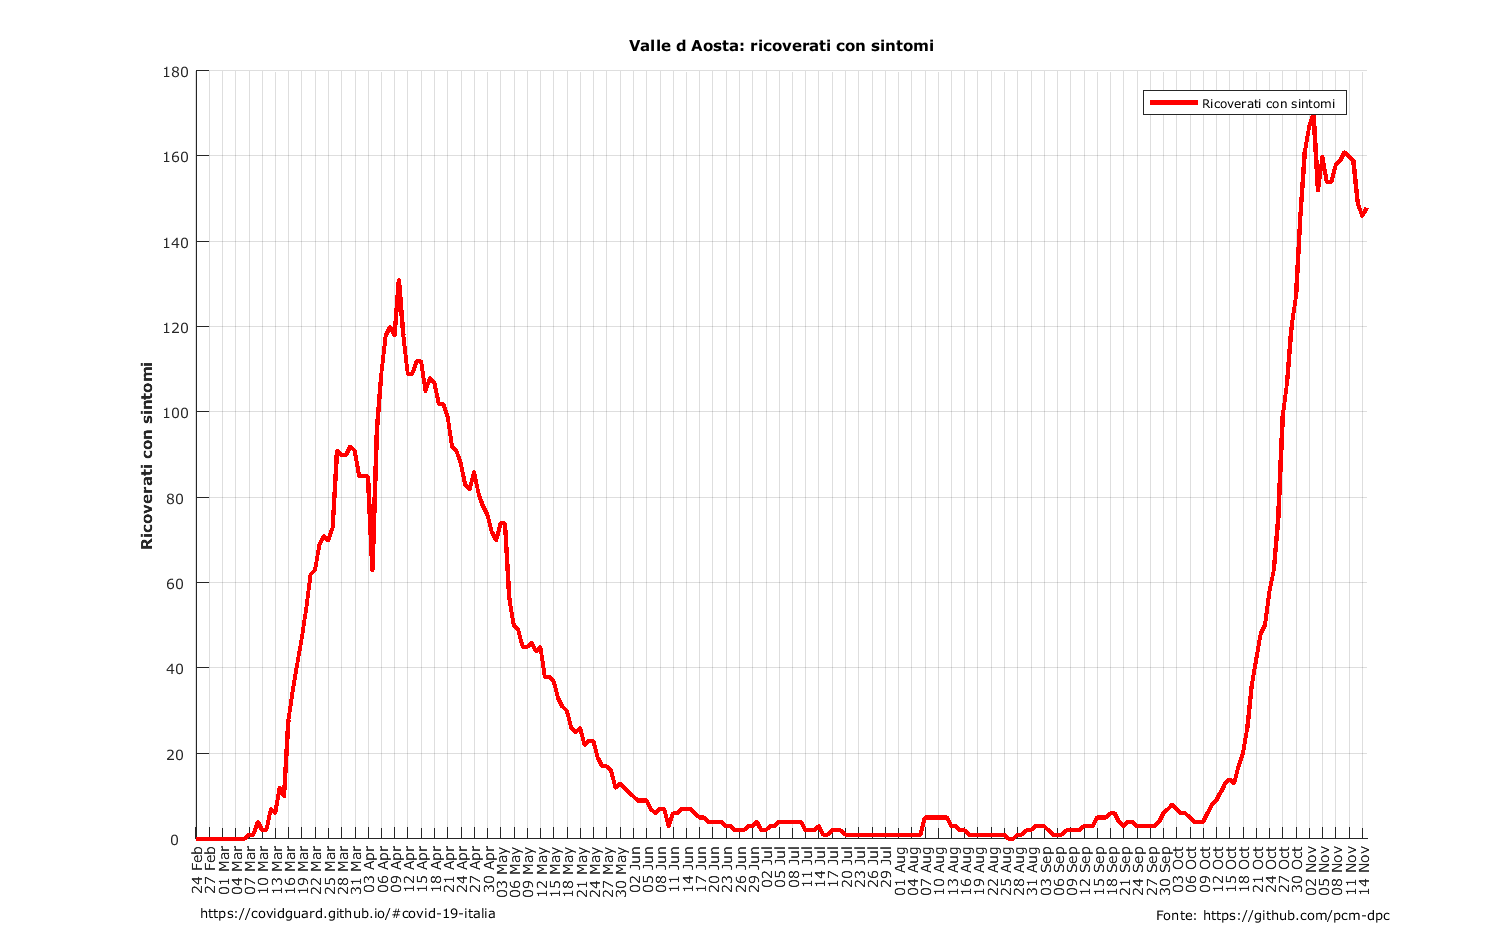 Valle d Aosta: ricoverati con sintomi
Ricoverati con sintomi
Ricoverati con sintomi
180
160
140
120
100
80
60
40
20
0
24 Feb
27 Feb
01 Mar
04 Mar
07 Mar
10 Mar
13 Mar
16 Mar
19 Mar
22 Mar
25 Mar
28 Mar
31 Mar
03 Apr
06 Apr
09 Apr
12 Apr
15 Apr
18 Apr
21 Apr
24 Apr
27 Apr
30 Apr
03 May
06 May
09 May
12 May
15 May
18 May
21 May
24 May
27 May
30 May
02 Jun
05 Jun
08 Jun
11 Jun
14 Jun
17 Jun
20 Jun
23 Jun
26 Jun
29 Jun
02 Jul
05 Jul
08 Jul
11 Jul
14 Jul
17 Jul
20 Jul
23 Jul
26 Jul
29 Jul
01 Aug
04 Aug
07 Aug
10 Aug
13 Aug
16 Aug
19 Aug
22 Aug
25 Aug
28 Aug
31 Aug
03 Sep
06 Sep
09 Sep
12 Sep
15 Sep
18 Sep
21 Sep
24 Sep
27 Sep
30 Sep
03 Oct
06 Oct
09 Oct
12 Oct
15 Oct
18 Oct
21 Oct
24 Oct
27 Oct
30 Oct
02 Nov
05 Nov
08 Nov
11 Nov
14 Nov
https://covidguard.github.io/#covid-19-italia
Fonte: https://github.com/pcm-dpc